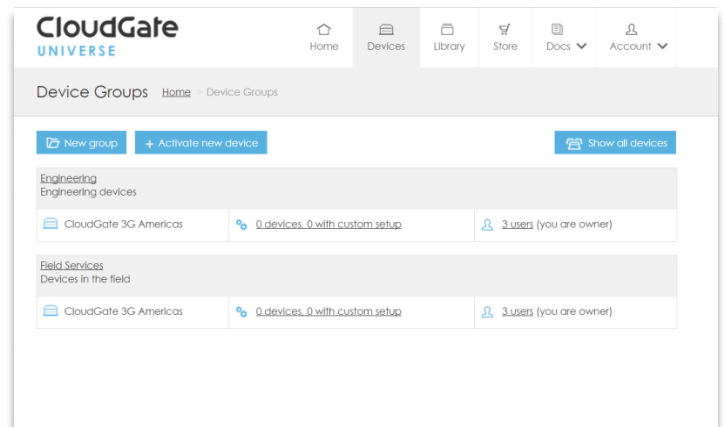 CloudGate
UNIVERSE
Home Devices Library Store Docs Account
Device Groups Home > Device Groups
New group + Activate new device Show all devices
Engineering
Engineering devices
CloudGate 3G Americas 0 devices, 0 with custom setup 3 users (you are owner)
Field Services
Devices in the field
CloudGate 3G Americas 0 devices, 0 with custom setup 3 users (you are owner)